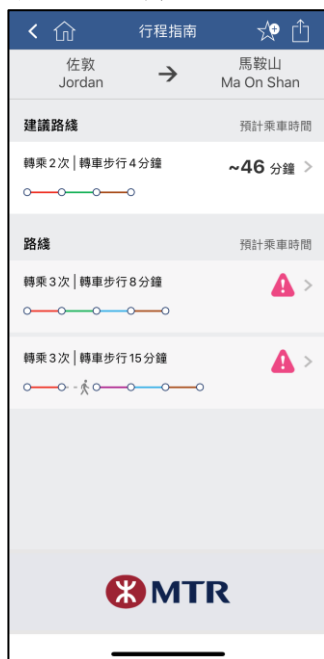 行程指南
佐敦
Jordan
→
馬鞍山
Ma On Shan
建議路綫 預計乘車時間
轉乘2次│轉車步行4分鐘 ~46 分鐘
路綫 預計乘車時間
轉乘3次│轉車步行8分鐘
轉乘3次│轉車步行15分鐘
MTR